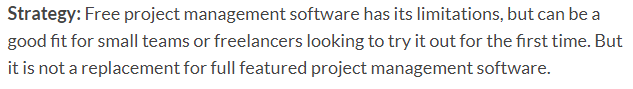 Strategy: Free project management software has its limitations, but can be a
good fit for small teams or freelancers looking to try it out for the first time. But
it is not a replacement for full featured project management software.